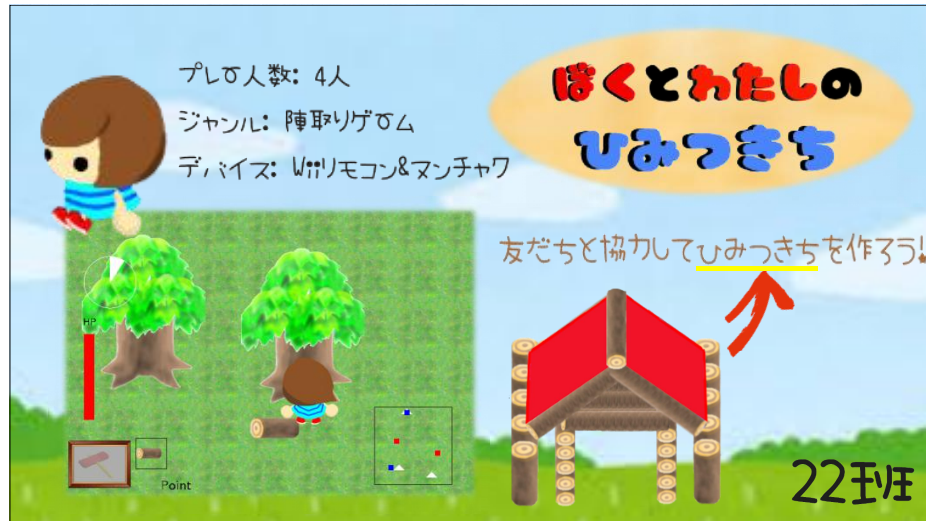 プレー人数: 4人
ジャンル: 陣取りゲーム
デバイス: Wiiリモコン&ヌンチャク
ぼくとわたしの
ひみつきち
友だちと協力してひみつきちを作ろう!
HP
Point
22班